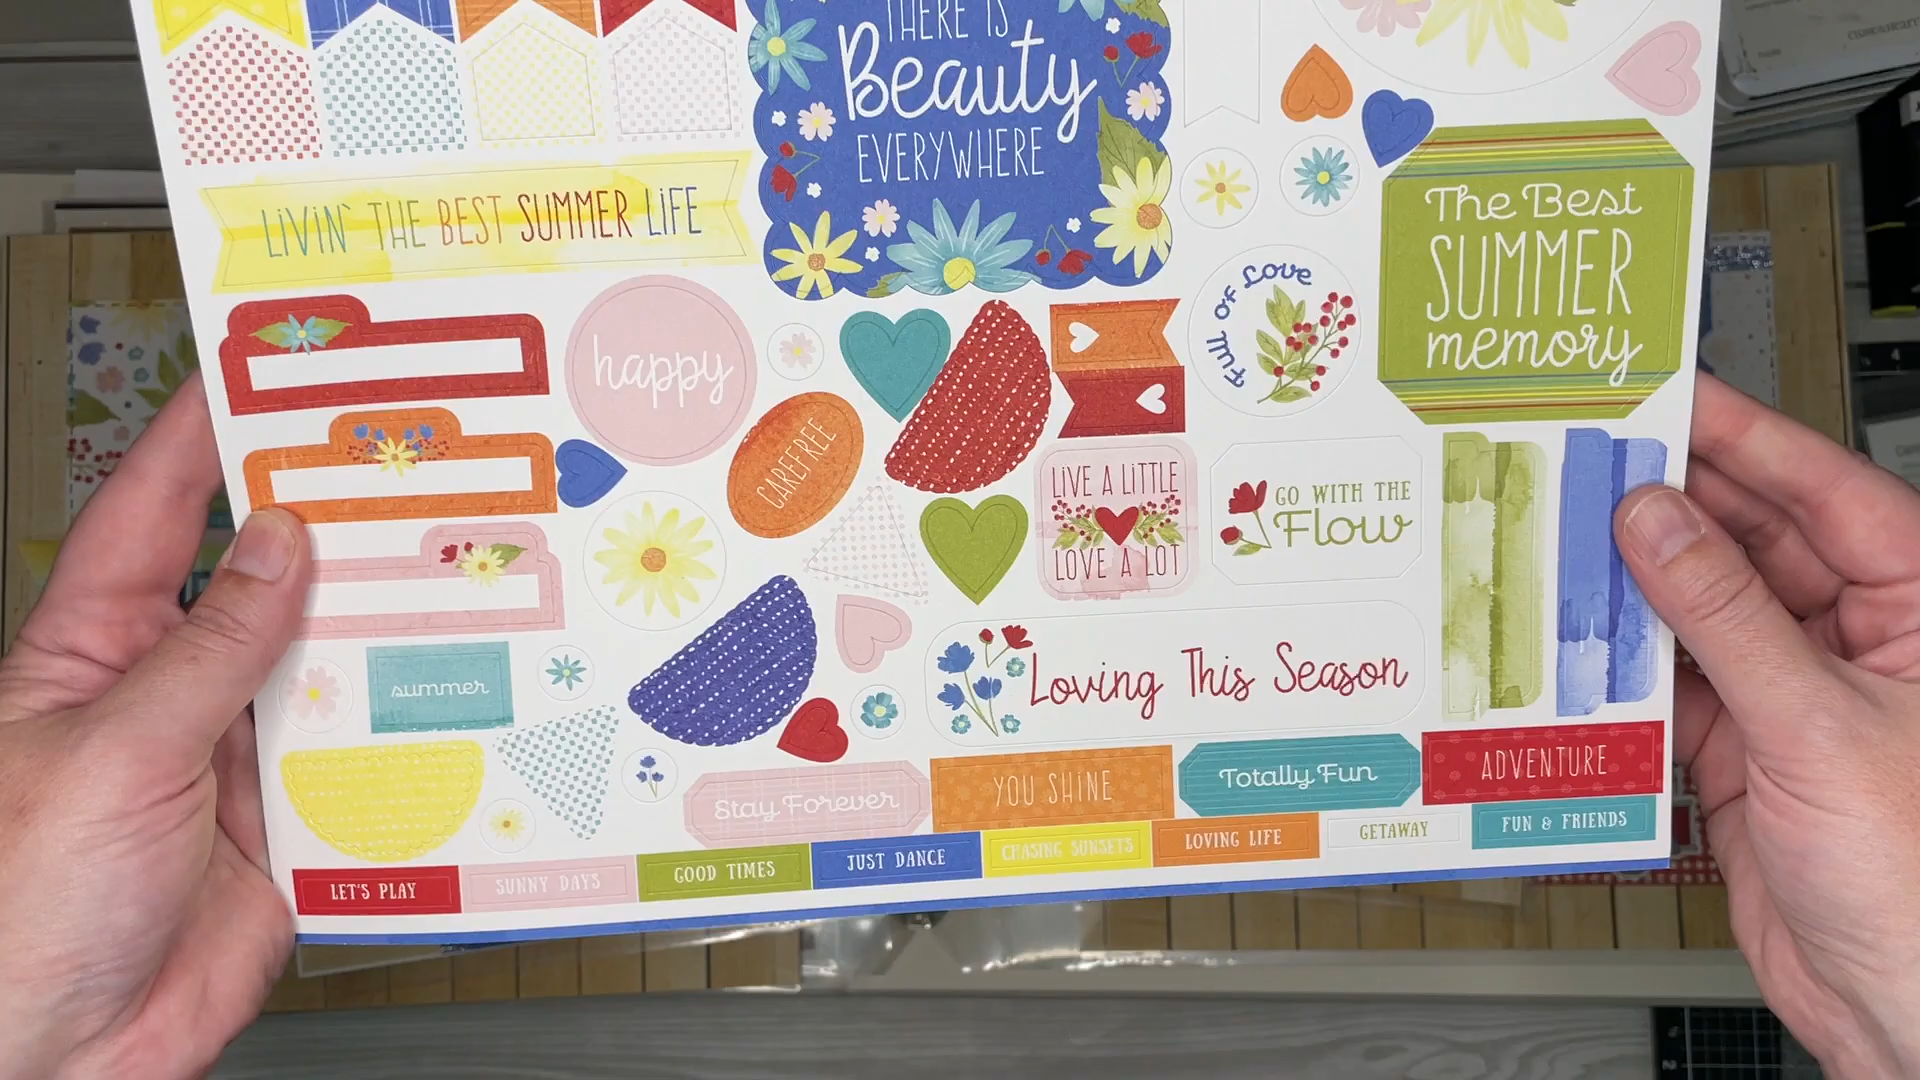 THERE IS
Beauty
EVERYWHERE
LiViN' THE BEST SUMMER LiFE
The Best
SUMMER
memory
Full of Love
happy
CAREFREE
LiVE A LiTTLE
LOVE A LOT
GO WITH THE
Flow
Loving This Season
summer
Stay Forever
YOU SHINE
Totally Fun
ADVENTURE
LET'S PLAY
SUNNY DAYS
GOOD TIMES
JUST DANCE
CHASING SUNSETS
LOVING LIFE
GETAWAY
FUN & FRIENDS